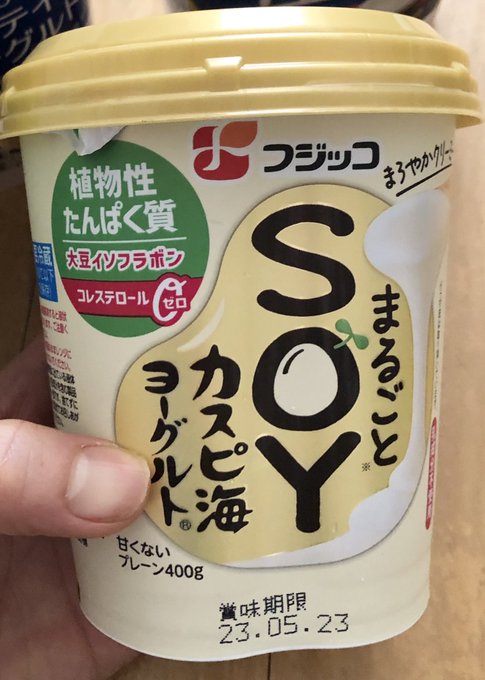 フジッコ
まろやかクリーミ
植物性
たんぱく質
大豆イソフラボン
コレステロール
ゼロ
まるごと
SOY
※
カスピ海
ヨーグルト®
甘くない
プレーン400g
賞味期限
23.05.23